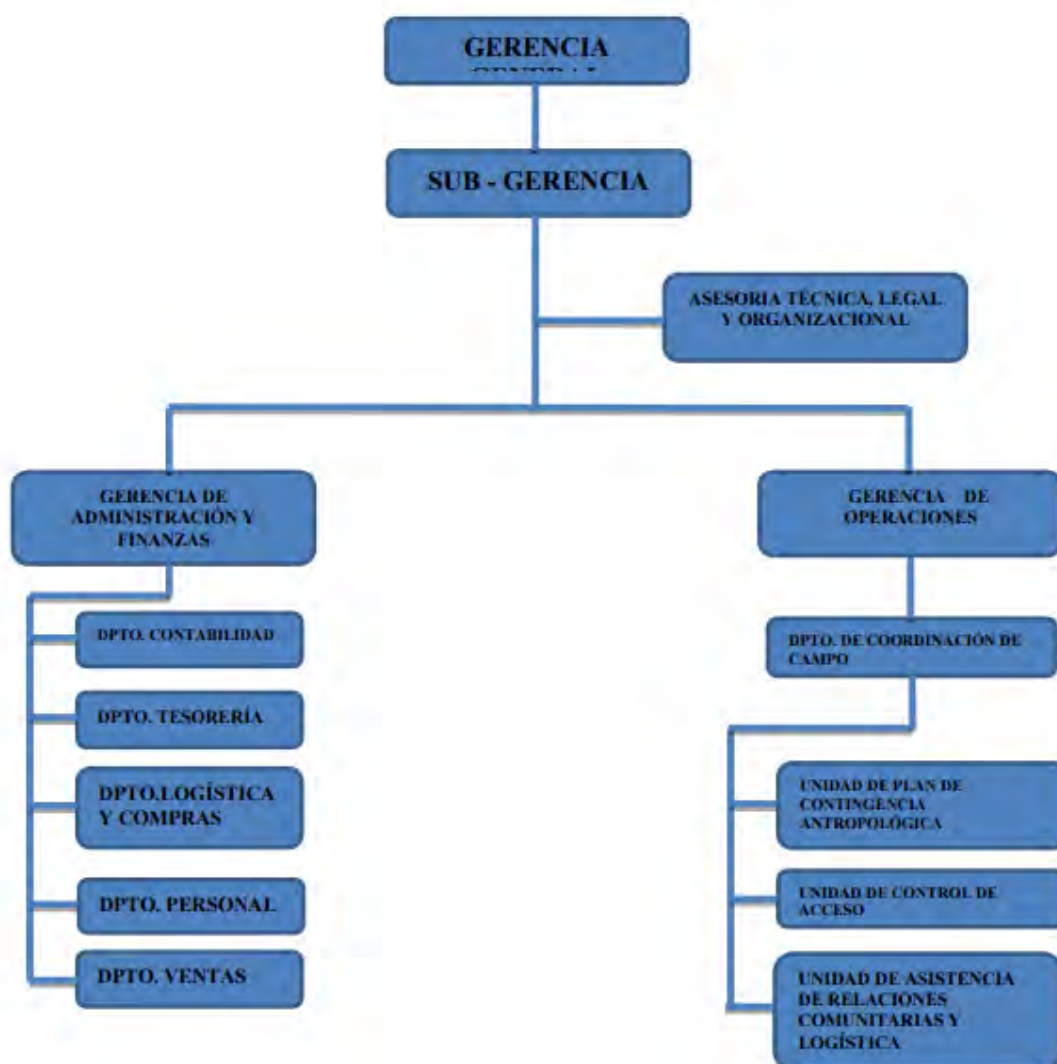 GERENCIA
GENERAL
SUB - GERENCIA
ASESORIA TÉCNICA, LEGAL
Y ORGANIZACIONAL
GERENCIA DE
ADMINISTRACIÓN Y
FINANZAS
GERENCIA DE
OPERACIONES
DPTO. CONTABILIDAD
DPTO. TESORERÍA
DPTO.LOGÍSTICA
Y COMPRAS
DPTO. PERSONAL
DPTO. VENTAS
DPTO. DE COORDINACIÓN DE
CAMPO
UNIDAD DE PLAN DE
CONTINGENCIA
ANTROPOLÓGICA
UNIDAD DE CONTROL DE
ACCESO
UNIDAD DE ASISTENCIA
DE RELACIONES
COMUNITARIAS Y
LOGÍSTICA